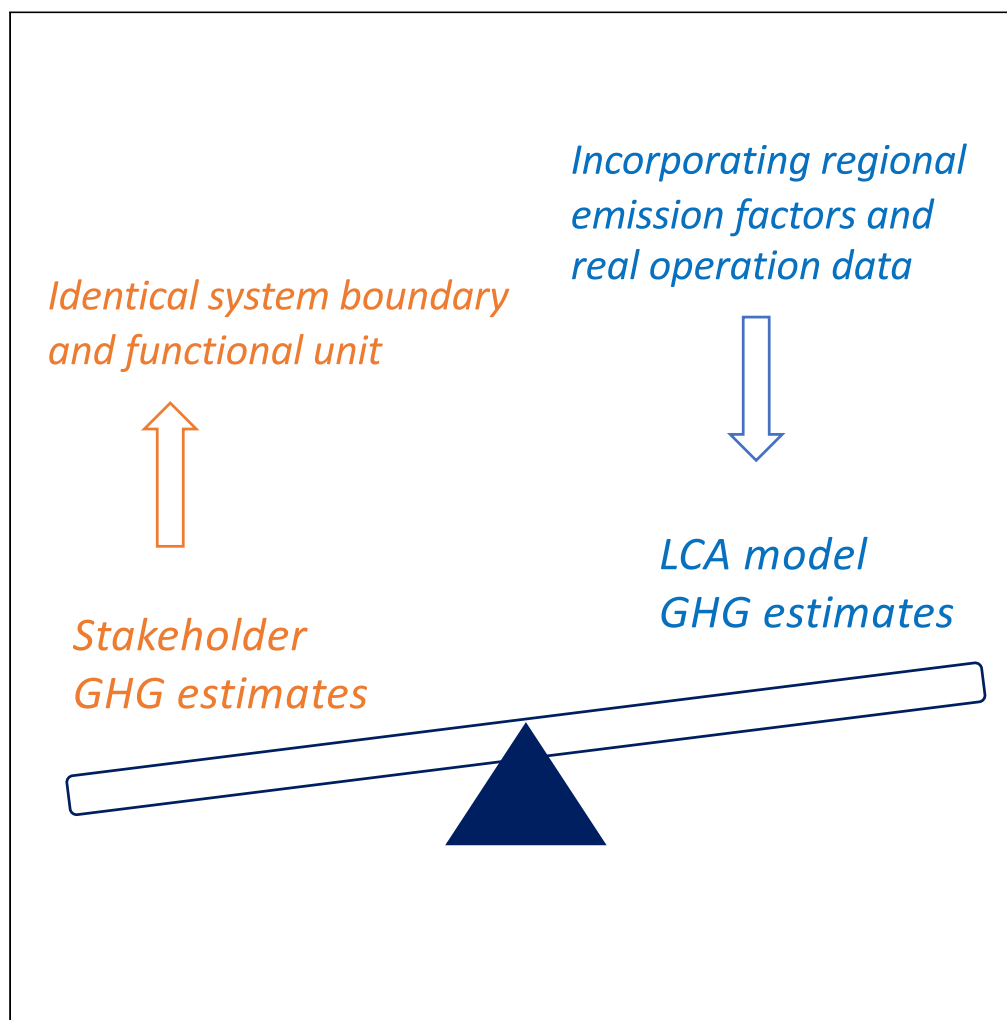 Identical system boundary
and functional unit
Stakeholder
GHG estimates
Incorporating regional
emission factors and
real operation data
LCA model
GHG estimates